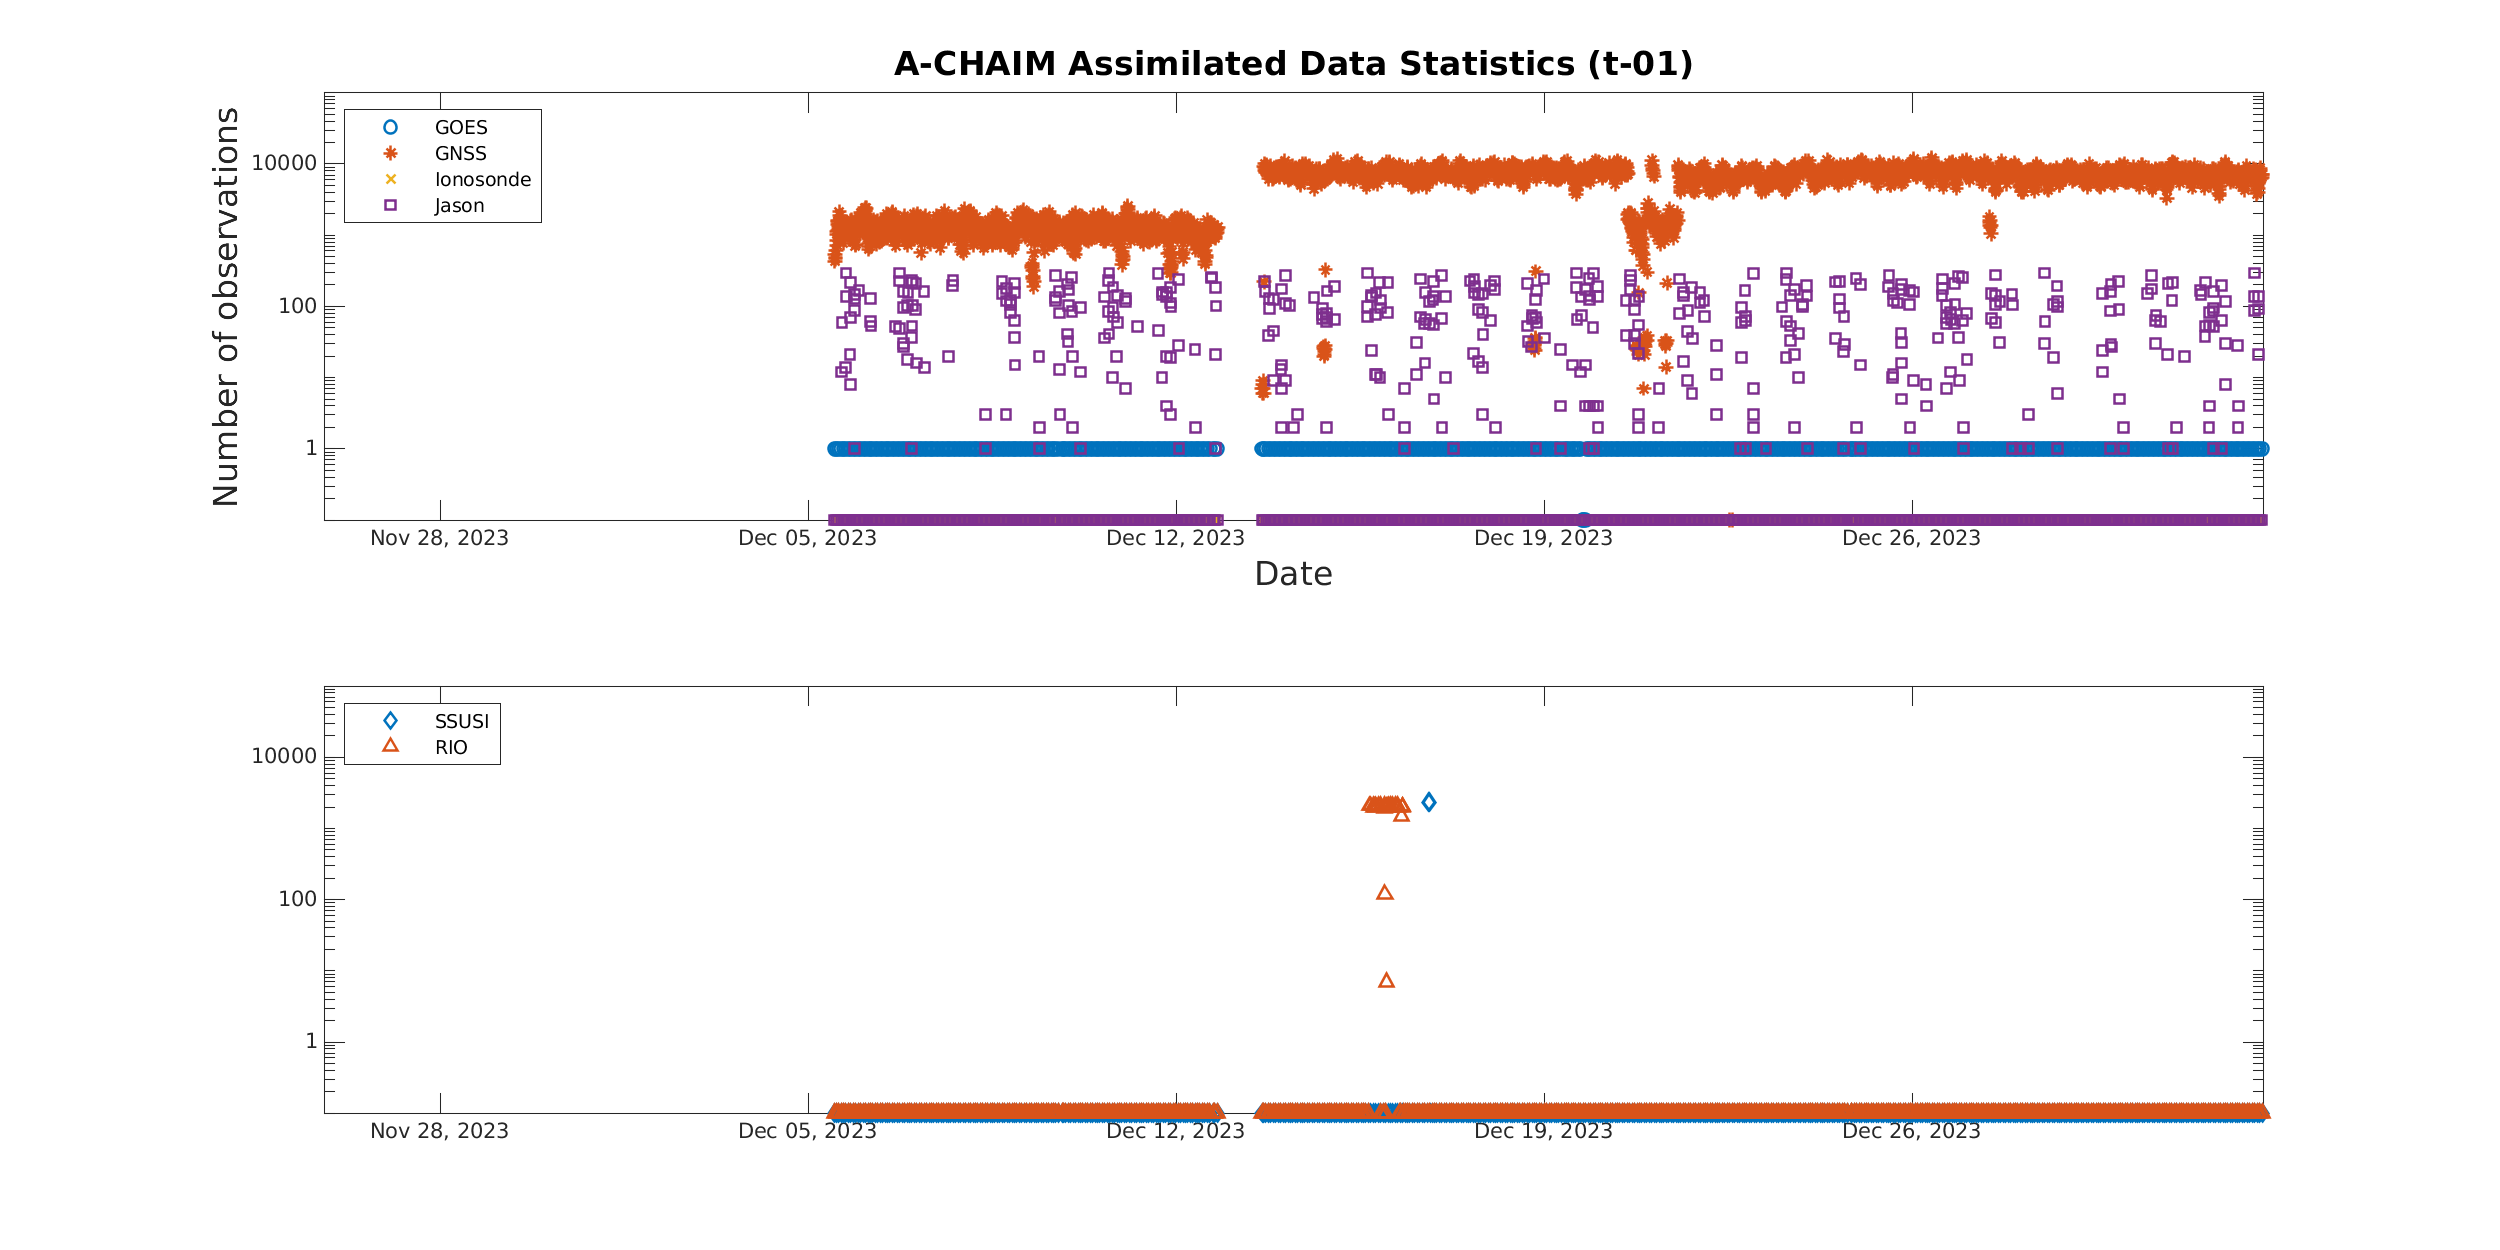 A-CHAIM Assimilated Data Statistics (t-01)
Number of observations
GOES
GNSS
Ionosonde
Jason
10000
100
1
Nov 28, 2023
Dec 05, 2023
Dec 12, 2023
Dec 19, 2023
Dec 26, 2023
Date
SSUSI
RIO
10000
100
1
Nov 28, 2023
Dec 05, 2023
Dec 12, 2023
Dec 19, 2023
Dec 26, 2023